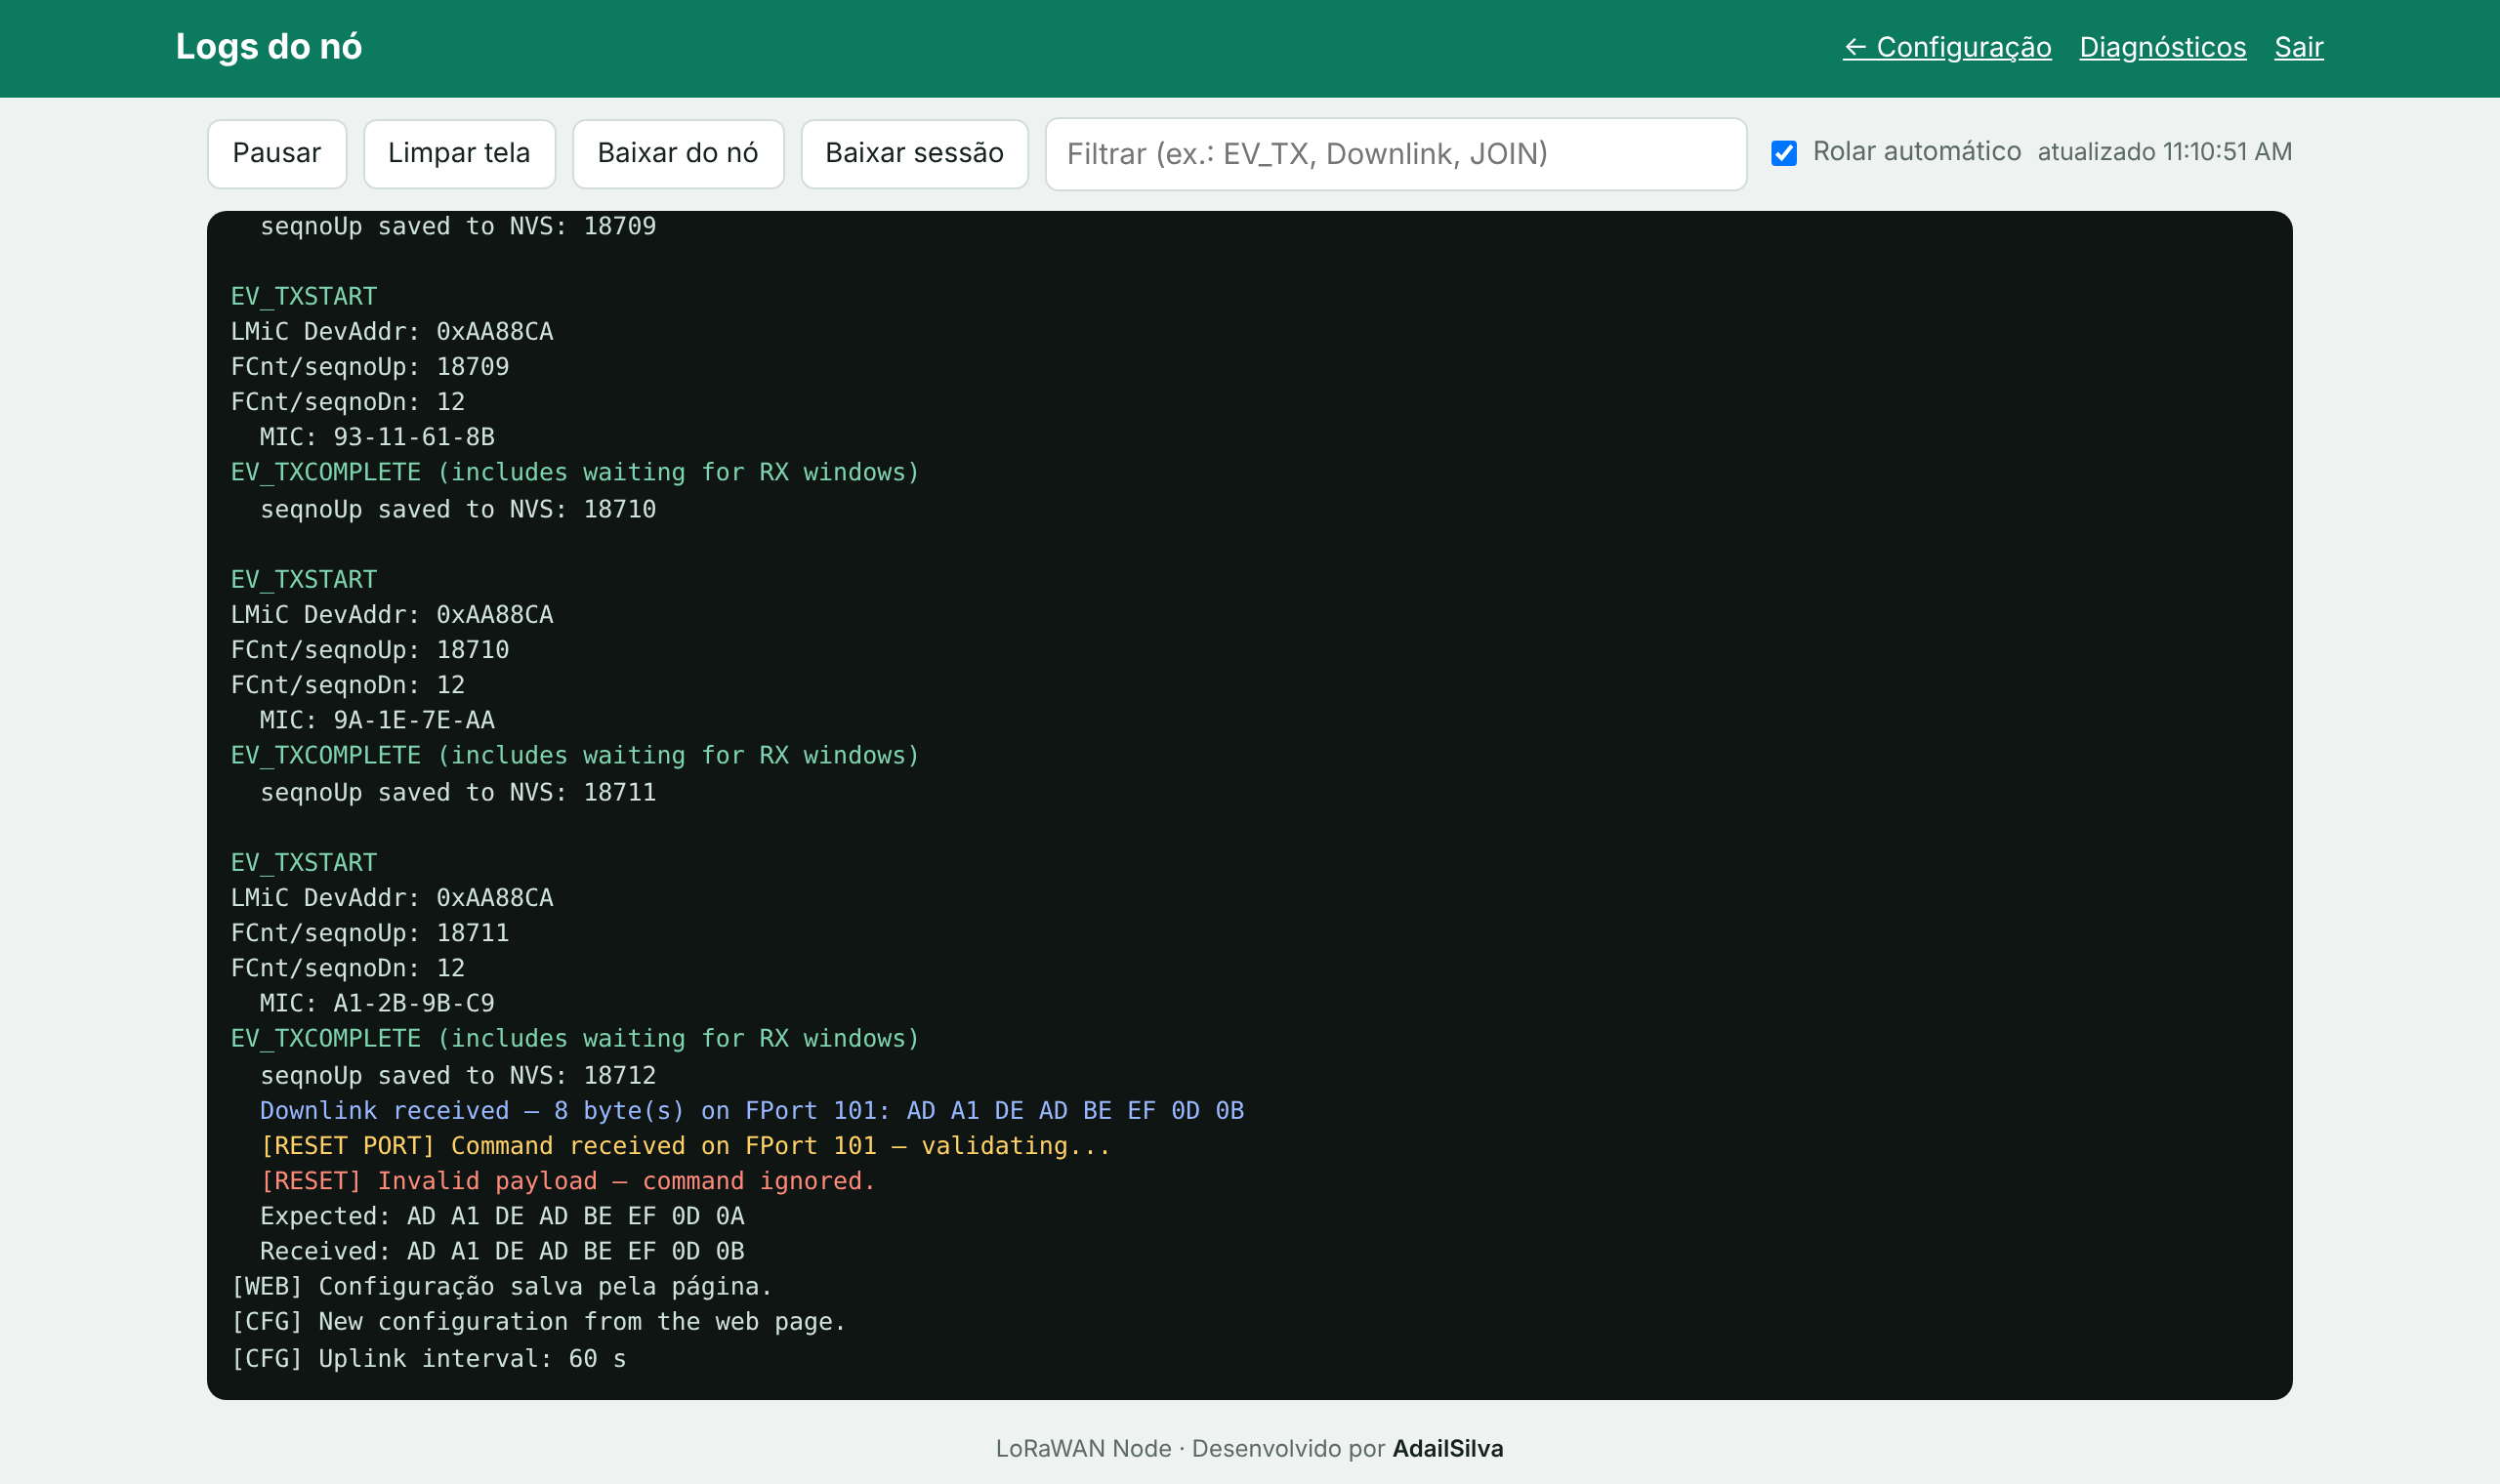 Logs do nó
← Configuração Diagnósticos Sair
Pausar Limpar tela Baixar do nó Baixar sessão Filtrar (ex.: EV_TX, Downlink, JOIN) Rolar automático atualizado 11:10:51 AM
seqnoUp saved to NVS: 18709
EV_TXSTART
LMiC DevAddr: 0xAA88CA
FCnt/seqnoUp: 18709
FCnt/seqnoDn: 12
MIC: 93-11-61-8B
EV_TXCOMPLETE (includes waiting for RX windows)
seqnoUp saved to NVS: 18710
EV_TXSTART
LMiC DevAddr: 0xAA88CA
FCnt/seqnoUp: 18710
FCnt/seqnoDn: 12
MIC: 9A-1E-7E-AA
EV_TXCOMPLETE (includes waiting for RX windows)
seqnoUp saved to NVS: 18711
EV_TXSTART
LMiC DevAddr: 0xAA88CA
FCnt/seqnoUp: 18711
FCnt/seqnoDn: 12
MIC: A1-2B-9B-C9
EV_TXCOMPLETE (includes waiting for RX windows)
seqnoUp saved to NVS: 18712
Downlink received — 8 byte(s) on FPort 101: AD A1 DE AD BE EF 0D 0B
[RESET PORT] Command received on FPort 101 — validating...
[RESET] Invalid payload — command ignored.
Expected: AD A1 DE AD BE EF 0D 0A
Received: AD A1 DE AD BE EF 0D 0B
[WEB] Configuração salva pela página.
[CFG] New configuration from the web page.
[CFG] Uplink interval: 60 s
LoRaWAN Node · Desenvolvido por AdailSilva